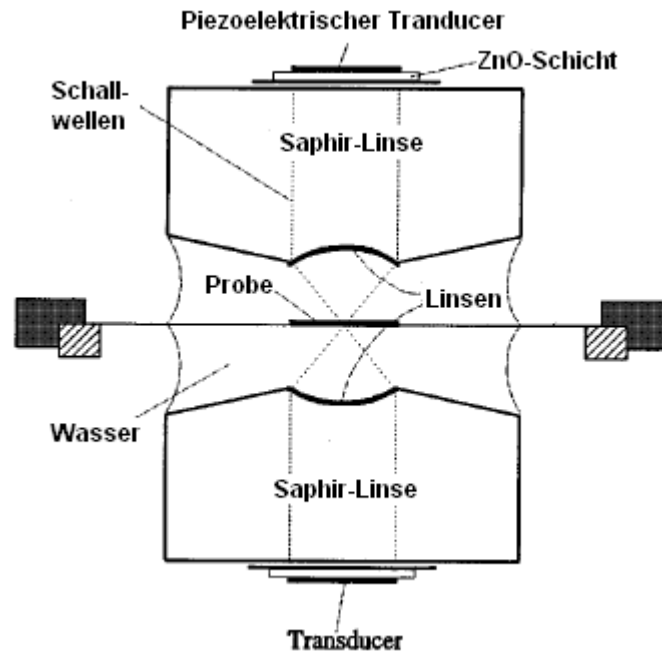 Piezoelektrischer Tranducer
ZnO-Schicht
Schall-
wellen
Saphir-Linse
Probe
Linsen
Wasser
Saphir-Linse
Transducer